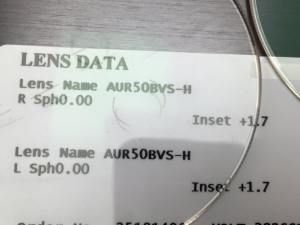 LENS DATA
Lens Name AUR50BVS-H
R Sph0.00
Inset +1.7
Lens Name AUR50BVS-H
L Sph0.00
Inset +1.7